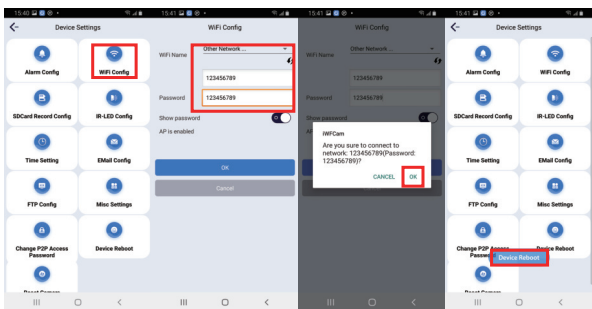 15:40
Device Settings
Alarm Config
WiFi Config
SDCard Record Config
IR-LED Config
Time Setting
EMail Config
FTP Config
Misc Settings
Change P2P Access
Password
Device Reboot
15:41
WiFi Config
WiFi Name
Other Network ...
123456789
Password
123456789
Show password
AP is enabled
OK
Cancel
15:41
WiFi Config
WiFi Name
Other Network ...
123456789
Password
123456789
Show password
AP
iWFCam
Are you sure to connect to
network: 123456789(Password:
123456789)?
CANCEL
OK
15:41
Device Settings
Alarm Config
WiFi Config
SDCard Record Config
IR-LED Config
Time Setting
EMail Config
FTP Config
Misc Settings
Change P2P Access
Device Reboot
Device Reboot